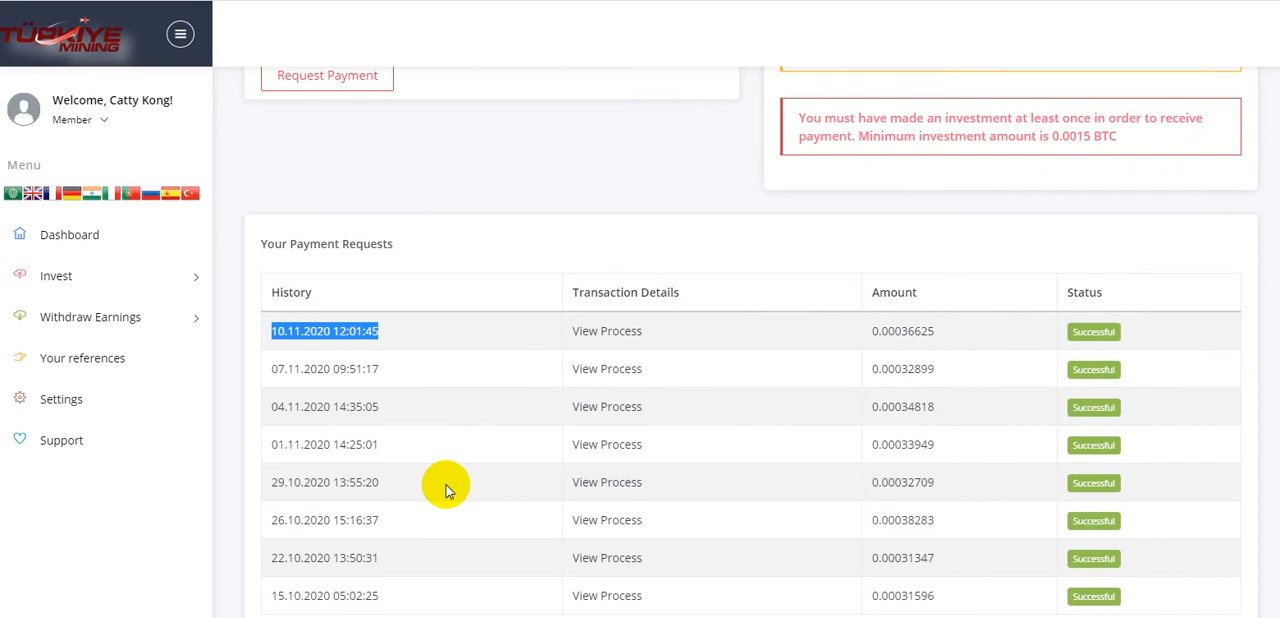 TÜRKİYE
MINING
Request Payment
Welcome, Catty Kong!
Member
You must have made an investment at least once in order to receive
payment. Minimum investment amount is 0.0015 BTC
Menu
Dashboard
Invest
Withdraw Earnings
Your references
Settings
Support
Your Payment Requests
History Transaction Details Amount Status
10.11.2020 12:01:45 View Process 0.00036625 Successful
07.11.2020 09:51:17 View Process 0.00032899 Successful
04.11.2020 14:35:05 View Process 0.00034818 Successful
01.11.2020 14:25:01 View Process 0.00033949 Successful
29.10.2020 13:55:20 View Process 0.00032709 Successful
26.10.2020 15:16:37 View Process 0.00038283 Successful
22.10.2020 13:50:31 View Process 0.00031347 Successful
15.10.2020 05:02:25 View Process 0.00031596 Successful